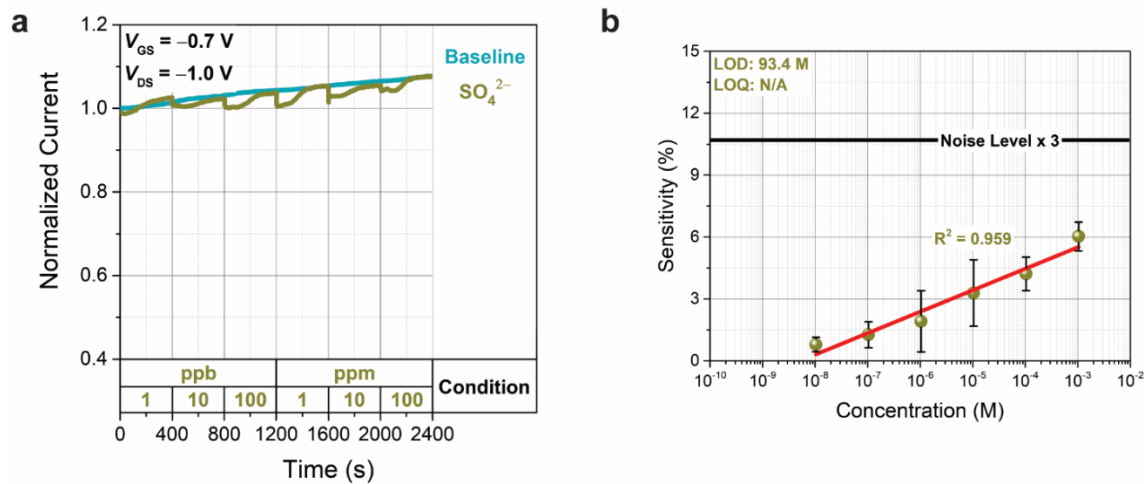 a
1.2
1.0
0.8
0.6
0.4
Normalized Current
V_GS = −0.7 V
V_DS = −1.0 V
Baseline
SO₄²⁻
ppb ppm Condition
1 10 100 1 10 100
0 400 800 1200 1600 2000 2400
Time (s)
b
15
12
9
6
3
0
Sensitivity (%)
LOD: 93.4 M
LOQ: N/A
Noise Level x 3
R² = 0.959
10⁻¹⁰ 10⁻⁹ 10⁻⁸ 10⁻⁷ 10⁻⁶ 10⁻⁵ 10⁻⁴ 10⁻³ 10⁻²
Concentration (M)